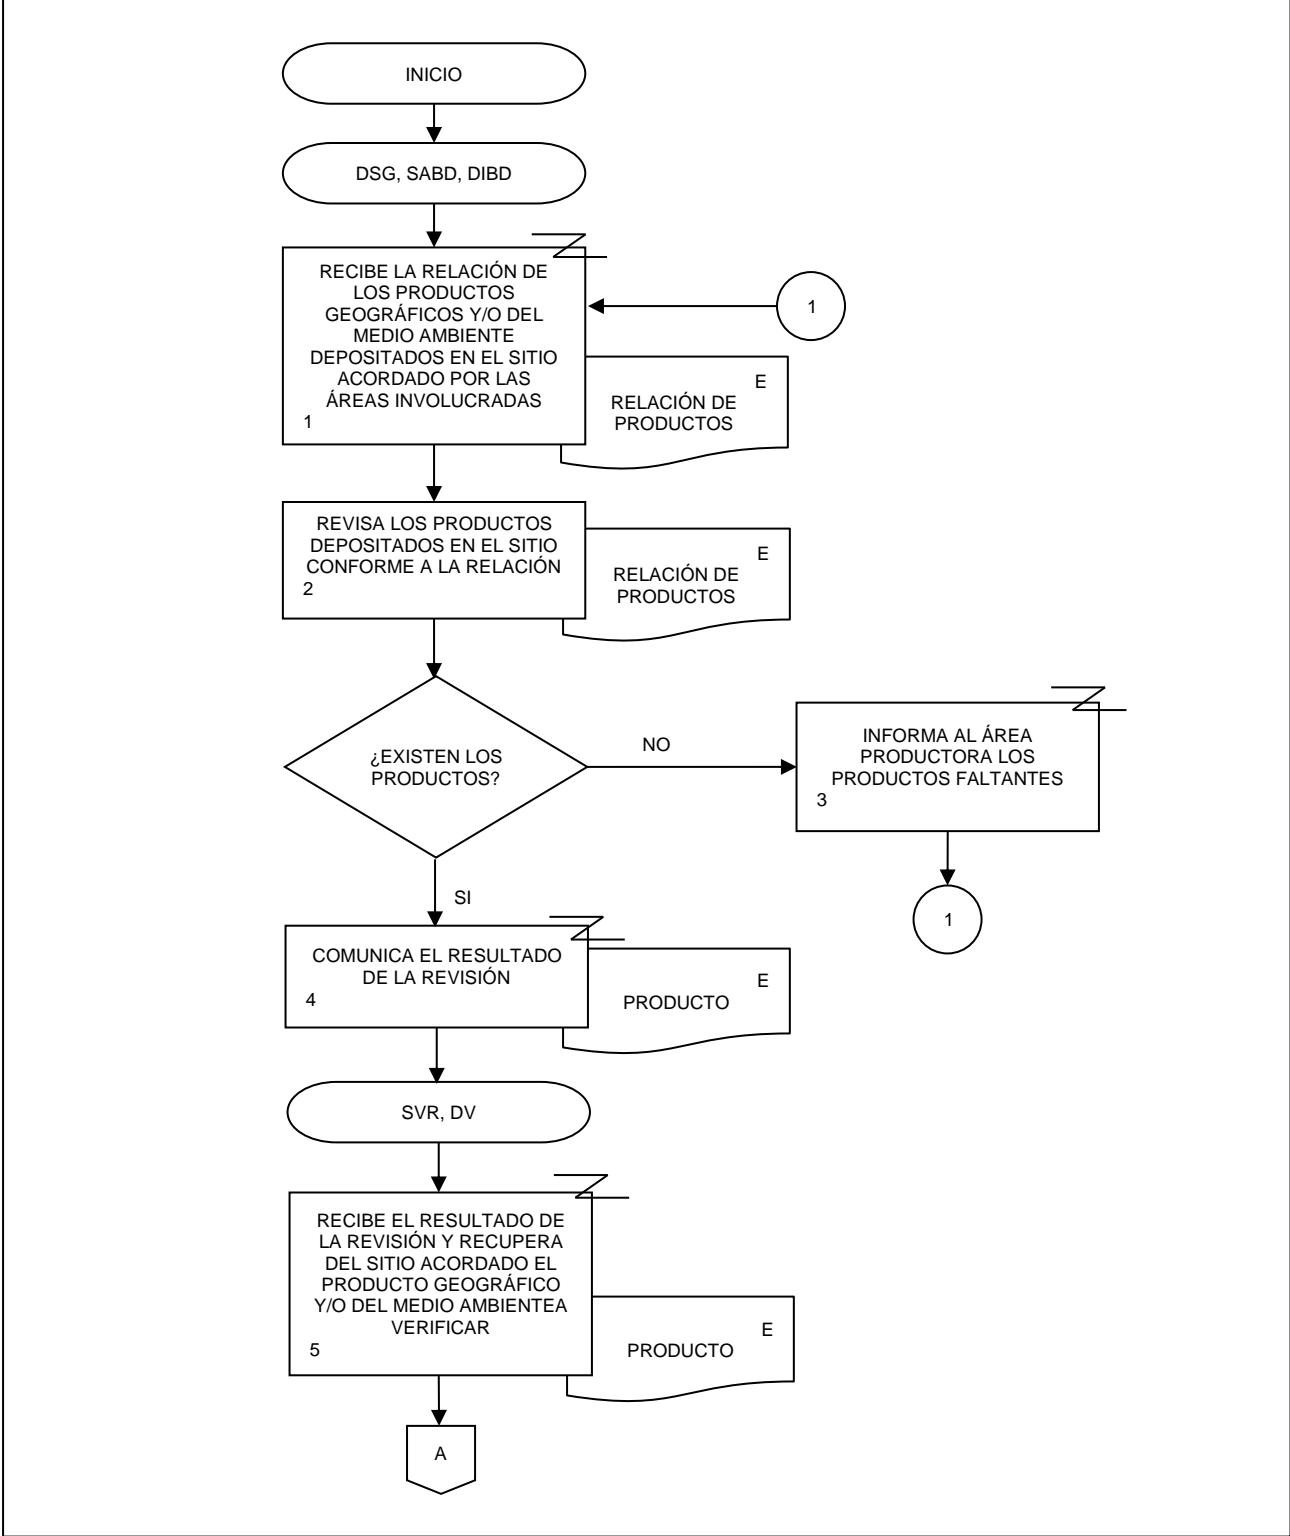 INICIO
DSG, SABD, DIBD
RECIBE LA RELACIÓN DE
LOS PRODUCTOS
GEOGRÁFICOS Y/O DEL
MEDIO AMBIENTE
DEPOSITADOS EN EL SITIO
ACORDADO POR LAS
ÁREAS INVOLUCRADAS
1
1
E
RELACIÓN DE
PRODUCTOS
REVISA LOS PRODUCTOS
DEPOSITADOS EN EL SITIO
CONFORME A LA RELACIÓN
2
E
RELACIÓN DE
PRODUCTOS
¿EXISTEN LOS
PRODUCTOS?
NO
INFORMA AL ÁREA
PRODUCTORA LOS
PRODUCTOS FALTANTES
3
1
SI
COMUNICA EL RESULTADO
DE LA REVISIÓN
4
E
PRODUCTO
SVR, DV
RECIBE EL RESULTADO DE
LA REVISIÓN Y RECUPERA
DEL SITIO ACORDADO EL
PRODUCTO GEOGRÁFICO
Y/O DEL MEDIO AMBIENTEA
VERIFICAR
5
E
PRODUCTO
A